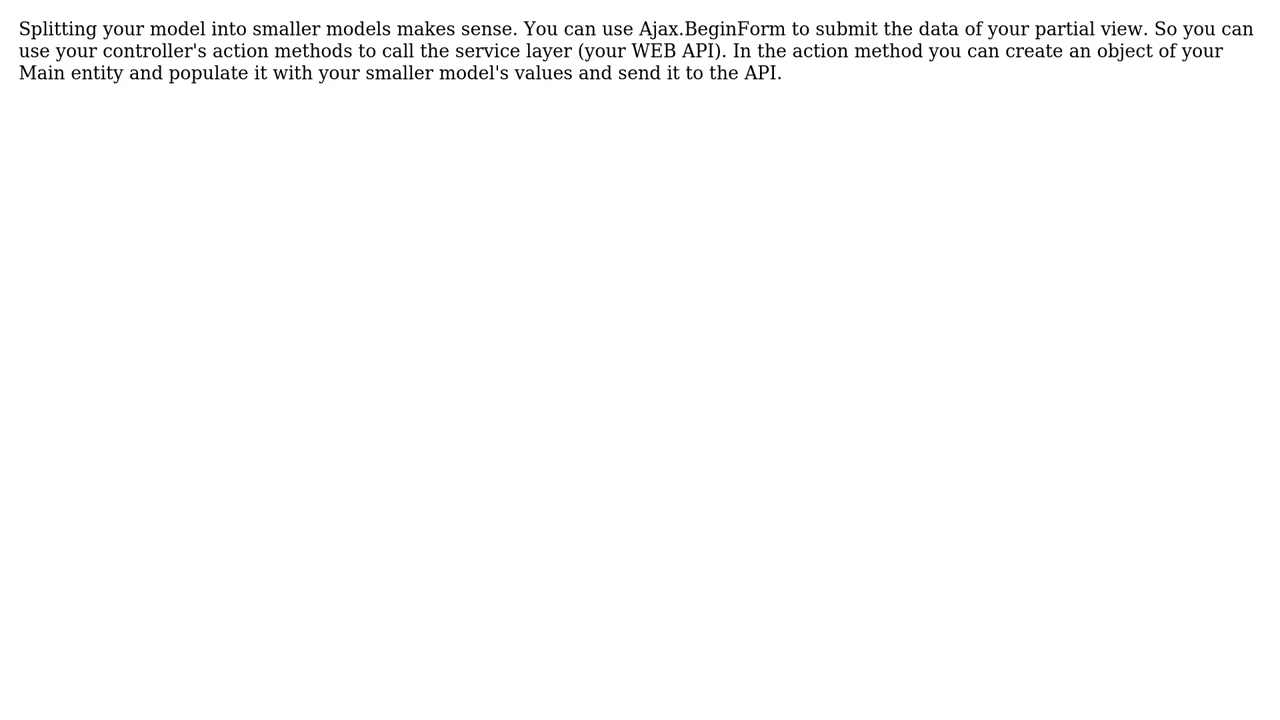 Splitting your model into smaller models makes sense. You can use Ajax.BeginForm to submit the data of your partial view. So you can
use your controller's action methods to call the service layer (your WEB API). In the action method you can create an object of your
Main entity and populate it with your smaller model's values and send it to the API.